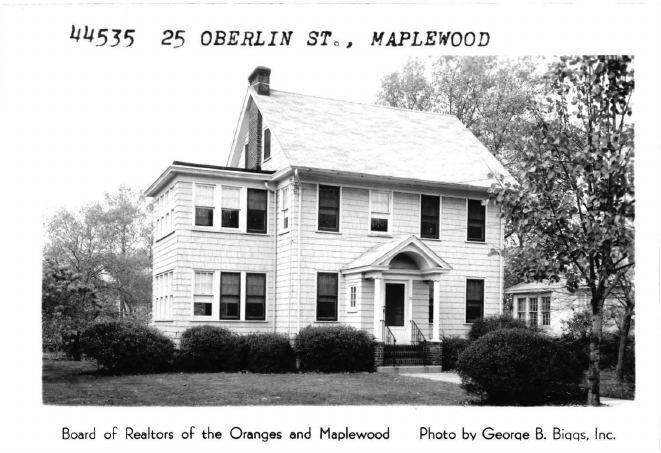 44535 25 OBERLIN ST., MAPLEWOOD
Board of Realtors of the Oranges and Maplewood Photo by George B. Biggs, Inc.